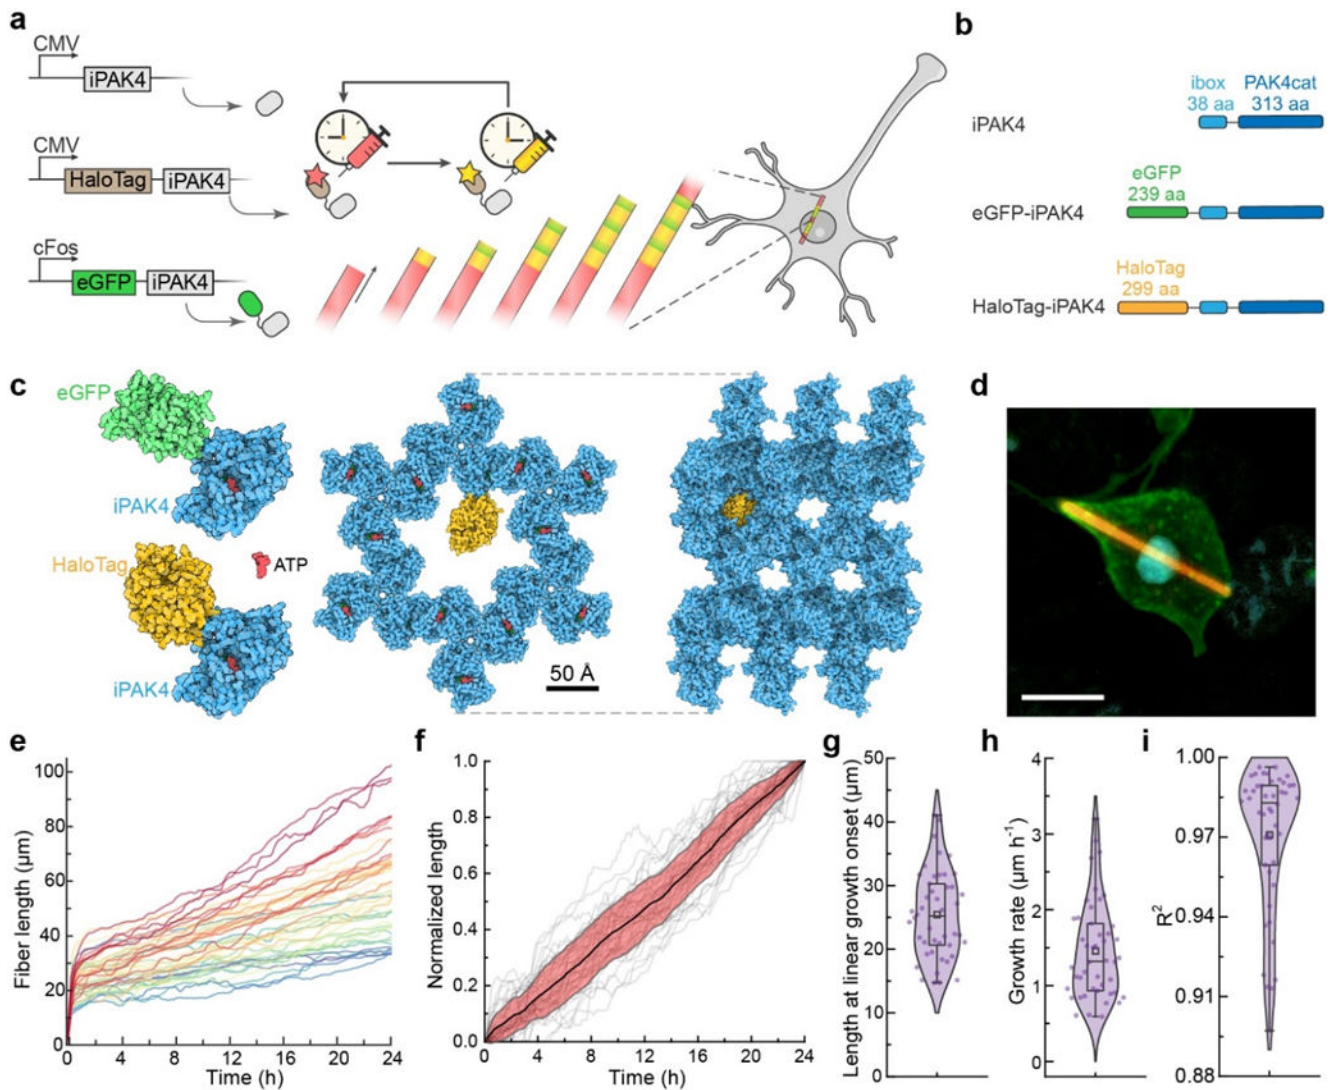 a
CMV
iPAK4
CMV
HaloTag
iPAK4
cFos
eGFP
iPAK4
b
ibox
38 aa
PAK4cat
313 aa
iPAK4
eGFP
239 aa
eGFP-iPAK4
HaloTag
299 aa
HaloTag-iPAK4
c
eGFP
iPAK4
HaloTag
ATP
iPAK4
50 Å
d
e
Fiber length (μm)
100
80
60
40
20
0
0
4
8
12
16
20
24
Time (h)
f
Normalized length
1.0
0.8
0.6
0.4
0.2
0.0
0
4
8
12
16
20
24
Time (h)
g
Length at linear growth onset (μm)
50
40
30
20
10
0
h
Growth rate (μm h-1)
4
3
2
1
0
i
R2
1.00
0.97
0.94
0.91
0.88